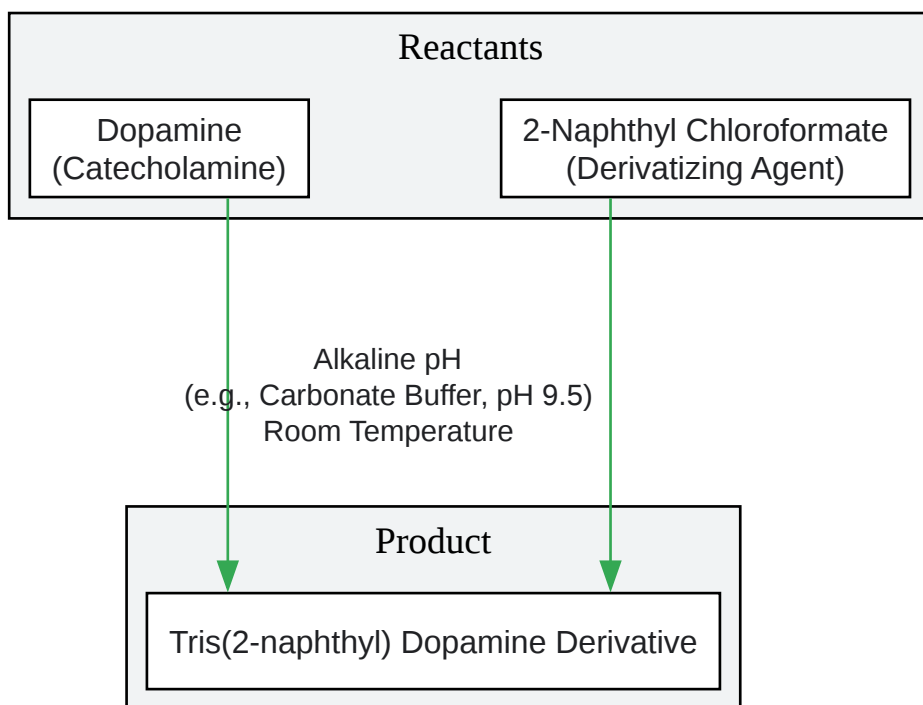 Reactants
Dopamine
(Catecholamine)
2-Naphthyl Chloroformate
(Derivatizing Agent)
Alkaline pH
(e.g., Carbonate Buffer, pH 9.5)
Room Temperature
Product
Tris(2-naphthyl) Dopamine Derivative